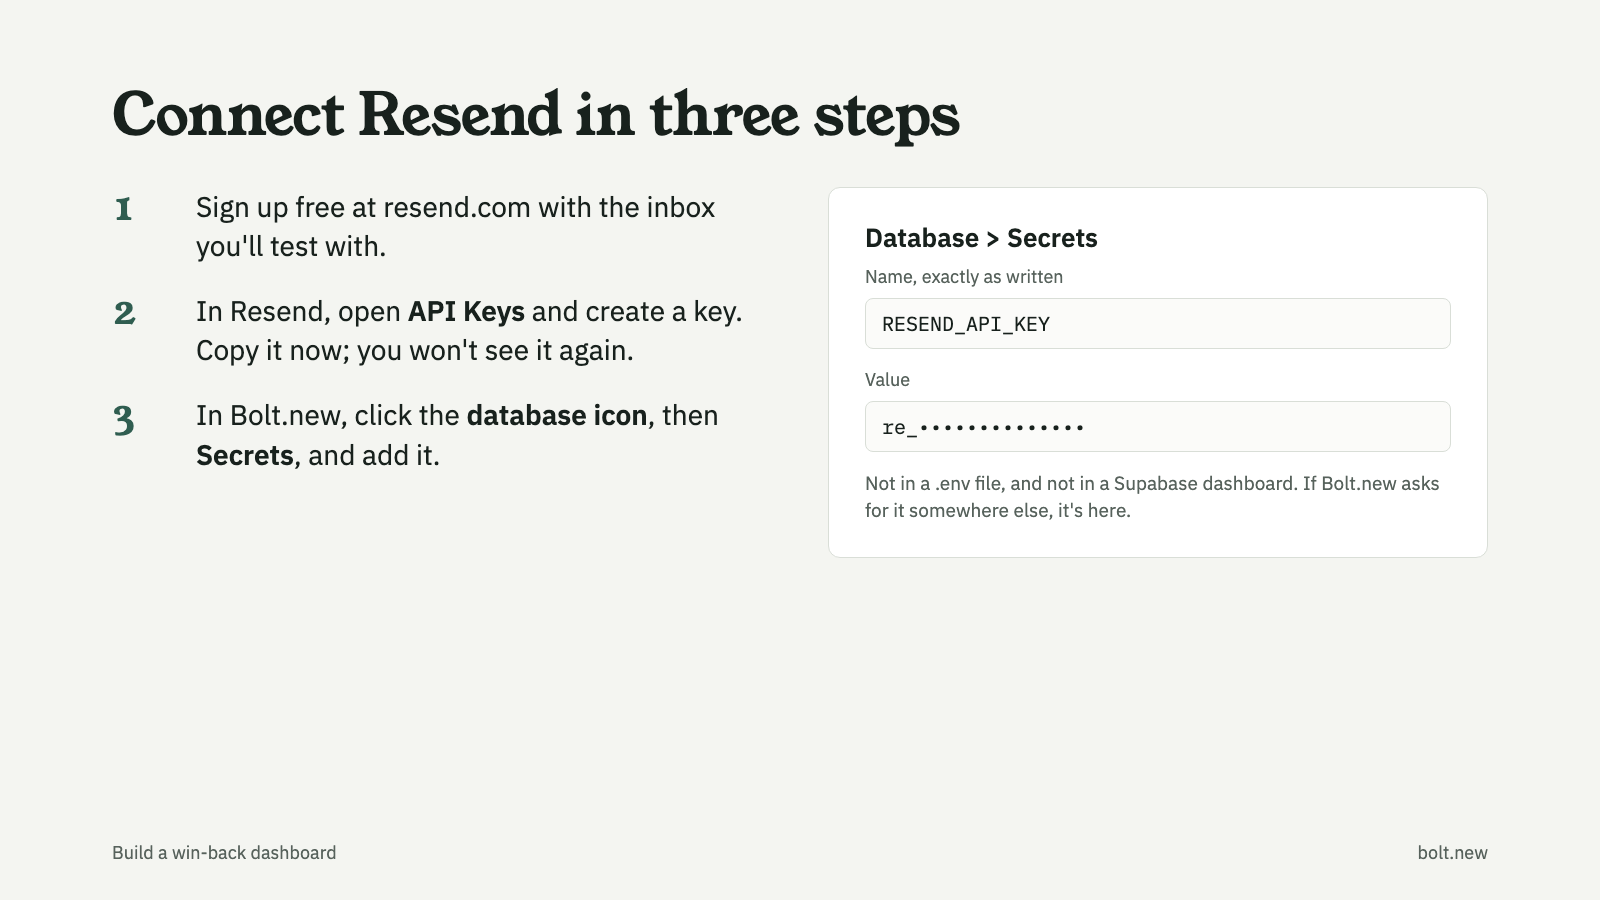 Connect Resend in three steps
1 Sign up free at resend.com with the inbox
you'll test with.
2 In Resend, open API Keys and create a key.
Copy it now; you won't see it again.
3 In Bolt.new, click the database icon, then
Secrets, and add it.
Database > Secrets
Name, exactly as written
RESEND_API_KEY
Value
re_••••••••••••••
Not in a .env file, and not in a Supabase dashboard. If Bolt.new asks
for it somewhere else, it's here.
Build a win-back dashboard
bolt.new